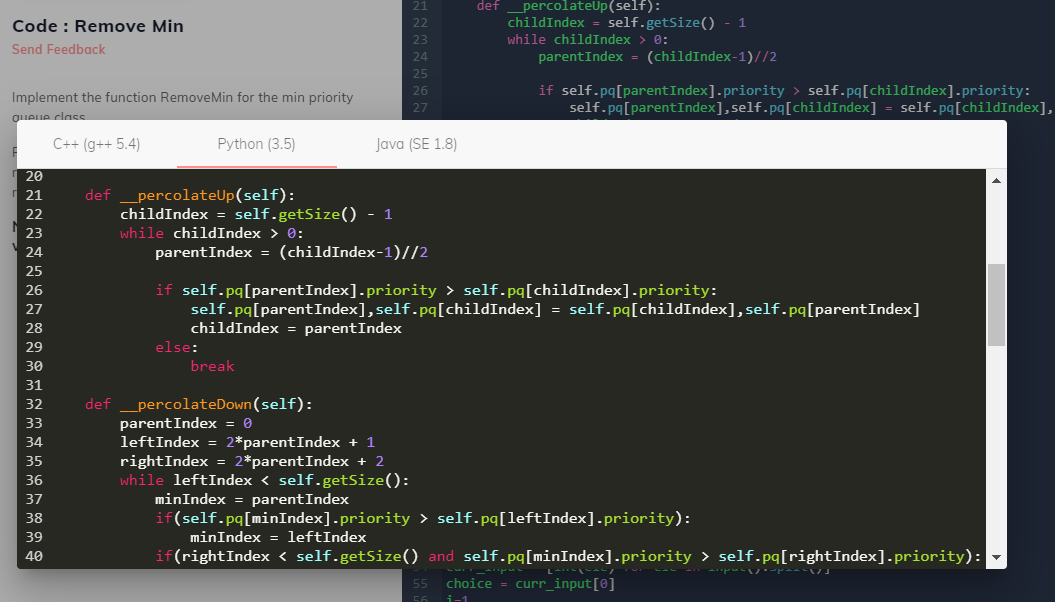 Code : Remove Min
Send Feedback
Implement the function RemoveMin for the min priority
queue class
21 def __percolateUp(self):
22 childIndex = self.getSize() - 1
23 while childIndex > 0:
24 parentIndex = (childIndex-1)//2
25
26 if self.pq[parentIndex].priority > self.pq[childIndex].priority:
27 self.pq[parentIndex],self.pq[childIndex] = self.pq[childIndex],
C++ (g++ 5.4) Python (3.5) Java (SE 1.8)
20
21 def __percolateUp(self):
22 childIndex = self.getSize() - 1
23 while childIndex > 0:
24 parentIndex = (childIndex-1)//2
25
26 if self.pq[parentIndex].priority > self.pq[childIndex].priority:
27 self.pq[parentIndex],self.pq[childIndex] = self.pq[childIndex],self.pq[parentIndex]
28 childIndex = parentIndex
29 else:
30 break
31
32 def __percolateDown(self):
33 parentIndex = 0
34 leftIndex = 2*parentIndex + 1
35 rightIndex = 2*parentIndex + 2
36 while leftIndex < self.getSize():
37 minIndex = parentIndex
38 if(self.pq[minIndex].priority > self.pq[leftIndex].priority):
39 minIndex = leftIndex
40 if(rightIndex < self.getSize() and self.pq[minIndex].priority > self.pq[rightIndex].priority):
55 choice = curr_input[0]
56 i=1